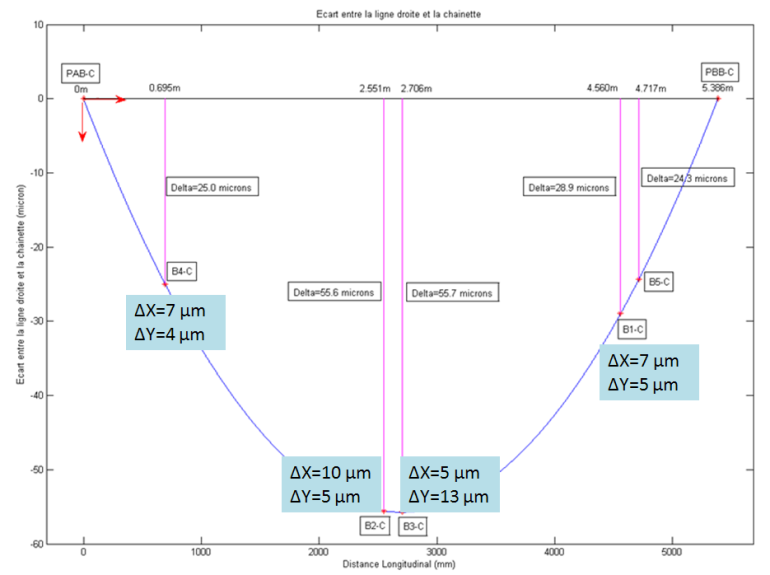 Ecart entre la ligne droite et la chainette
10
0
-10
-20
-30
-40
-50
-60
Ecart entre la ligne droite et la chainette (micron)
PAB-C
PBB-C
0m
0.695m
2.551m
2.706m
4.560m
4.717m
5.386m
Delta=25.0 microns
Delta=28.9 microns
Delta=24.3 microns
Delta=55.6 microns
Delta=55.7 microns
B4-C
B5-C
B1-C
ΔX=7 µm
ΔY=4 µm
ΔX=7 µm
ΔY=5 µm
ΔX=10 µm
ΔY=5 µm
ΔX=5 µm
ΔY=13 µm
B2-C
B3-C
0
1000
2000
3000
4000
5000
Distance Longitudinal (mm)